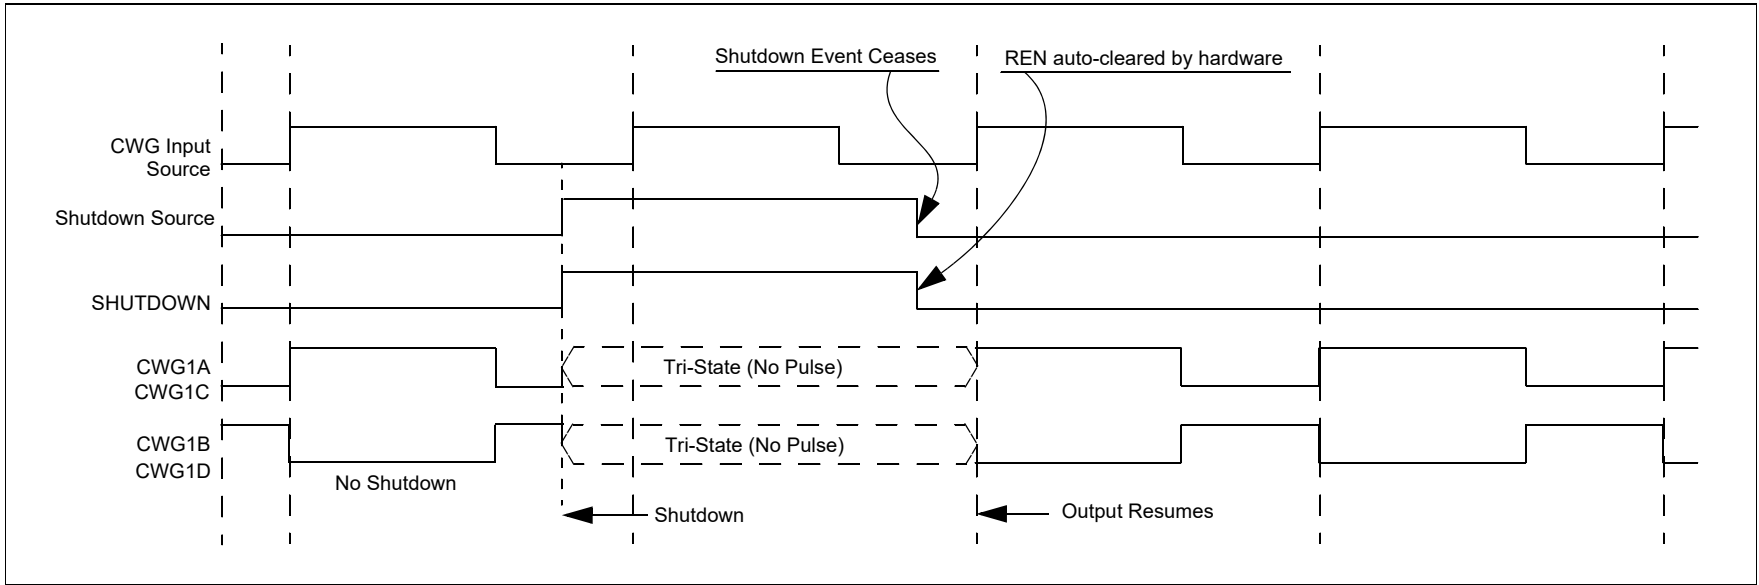 Shutdown Event Ceases
REN auto-cleared by hardware
CWG Input
Source
Shutdown Source
SHUTDOWN
CWG1A
CWG1C
Tri-State (No Pulse)
CWG1B
CWG1D
Tri-State (No Pulse)
No Shutdown
Shutdown
Output Resumes